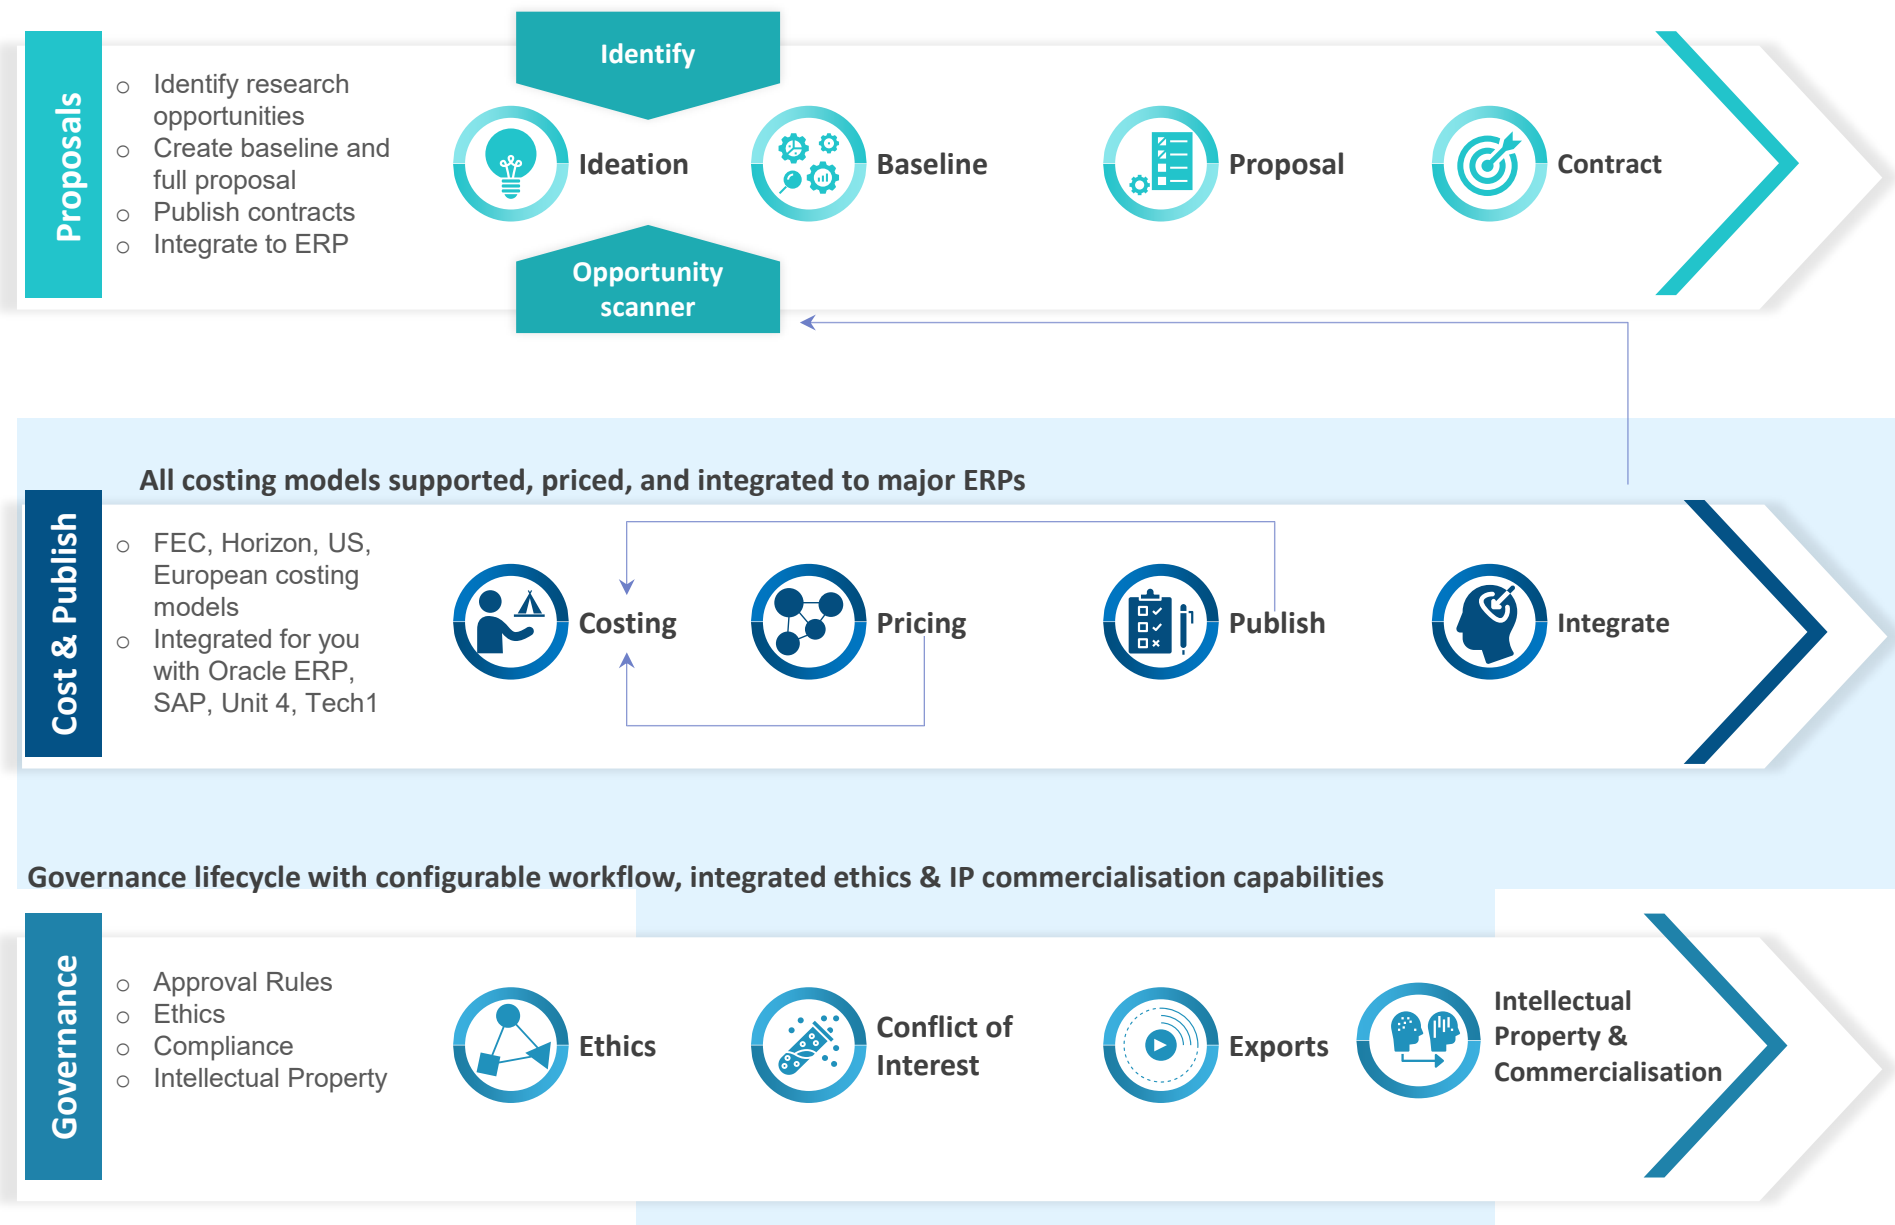 Identify
Proposals
o Identify research
opportunities
o Create baseline and
full proposal
o Publish contracts
o Integrate to ERP
Ideation
Baseline
Proposal
Contract
Opportunity
scanner
All costing models supported, priced, and integrated to major ERPs
Cost & Publish
o FEC, Horizon, US,
European costing
models
o Integrated for you
with Oracle ERP,
SAP, Unit 4, Tech1
Costing
Pricing
Publish
Integrate
Governance lifecycle with configurable workflow, integrated ethics & IP commercialisation capabilities
Governance
o Approval Rules
o Ethics
o Compliance
o Intellectual Property
Ethics
Conflict of
Interest
Exports
Intellectual
Property &
Commercialisation